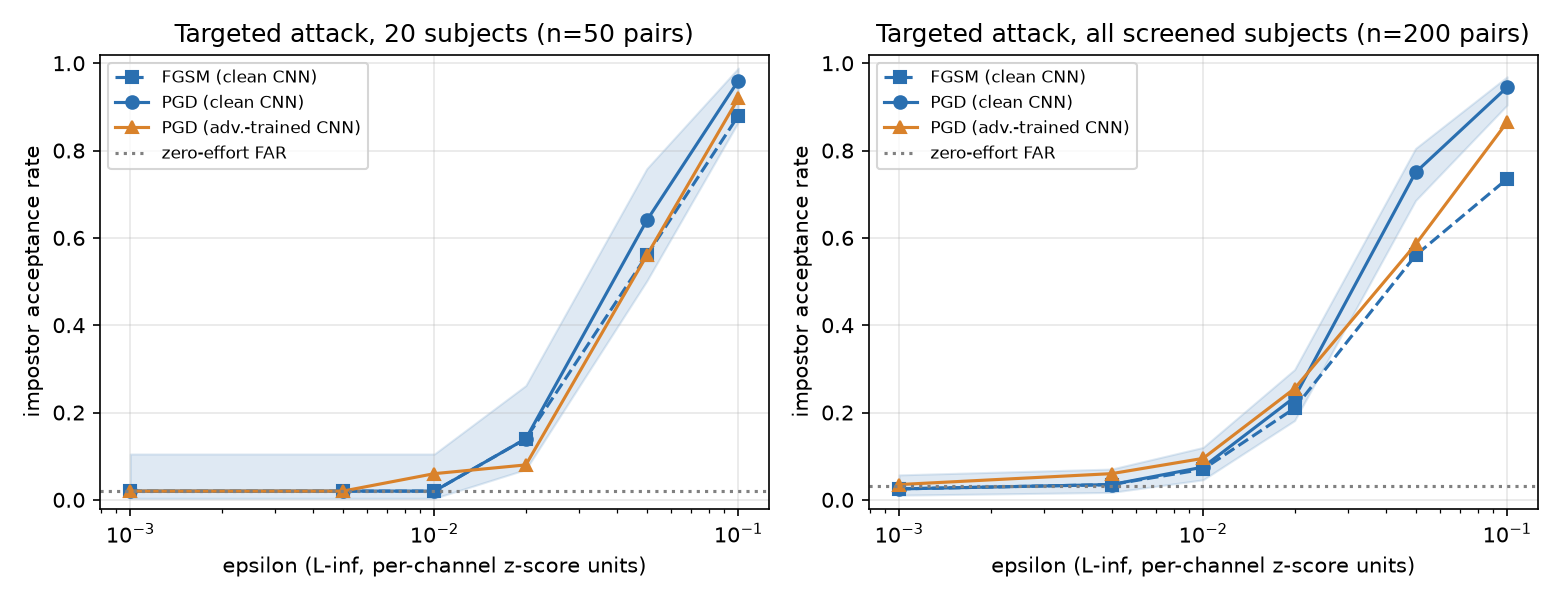 Targeted attack, 20 subjects (n=50 pairs)
FGSM (clean CNN)
PGD (clean CNN)
PGD (adv.-trained CNN)
zero-effort FAR
impostor acceptance rate
1.0
0.8
0.6
0.4
0.2
0.0
10⁻³
10⁻²
10⁻¹
epsilon (L-inf, per-channel z-score units)
Targeted attack, all screened subjects (n=200 pairs)
FGSM (clean CNN)
PGD (clean CNN)
PGD (adv.-trained CNN)
zero-effort FAR
impostor acceptance rate
1.0
0.8
0.6
0.4
0.2
0.0
10⁻³
10⁻²
10⁻¹
epsilon (L-inf, per-channel z-score units)